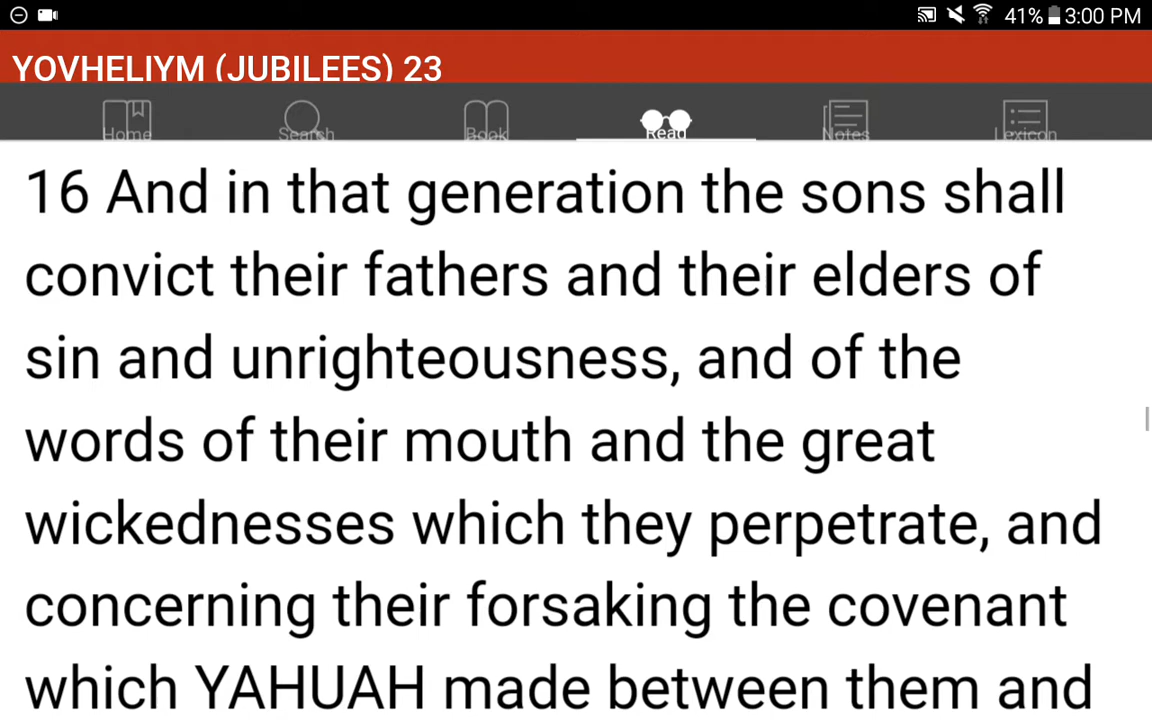 41% 3:00 PM
YOVHELIYM (JUBILEES) 23
Home Search Book Read Notes Lexicon
16 And in that generation the sons shall
convict their fathers and their elders of
sin and unrighteousness, and of the
words of their mouth and the great
wickednesses which they perpetrate, and
concerning their forsaking the covenant
which YAHUAH made between them and